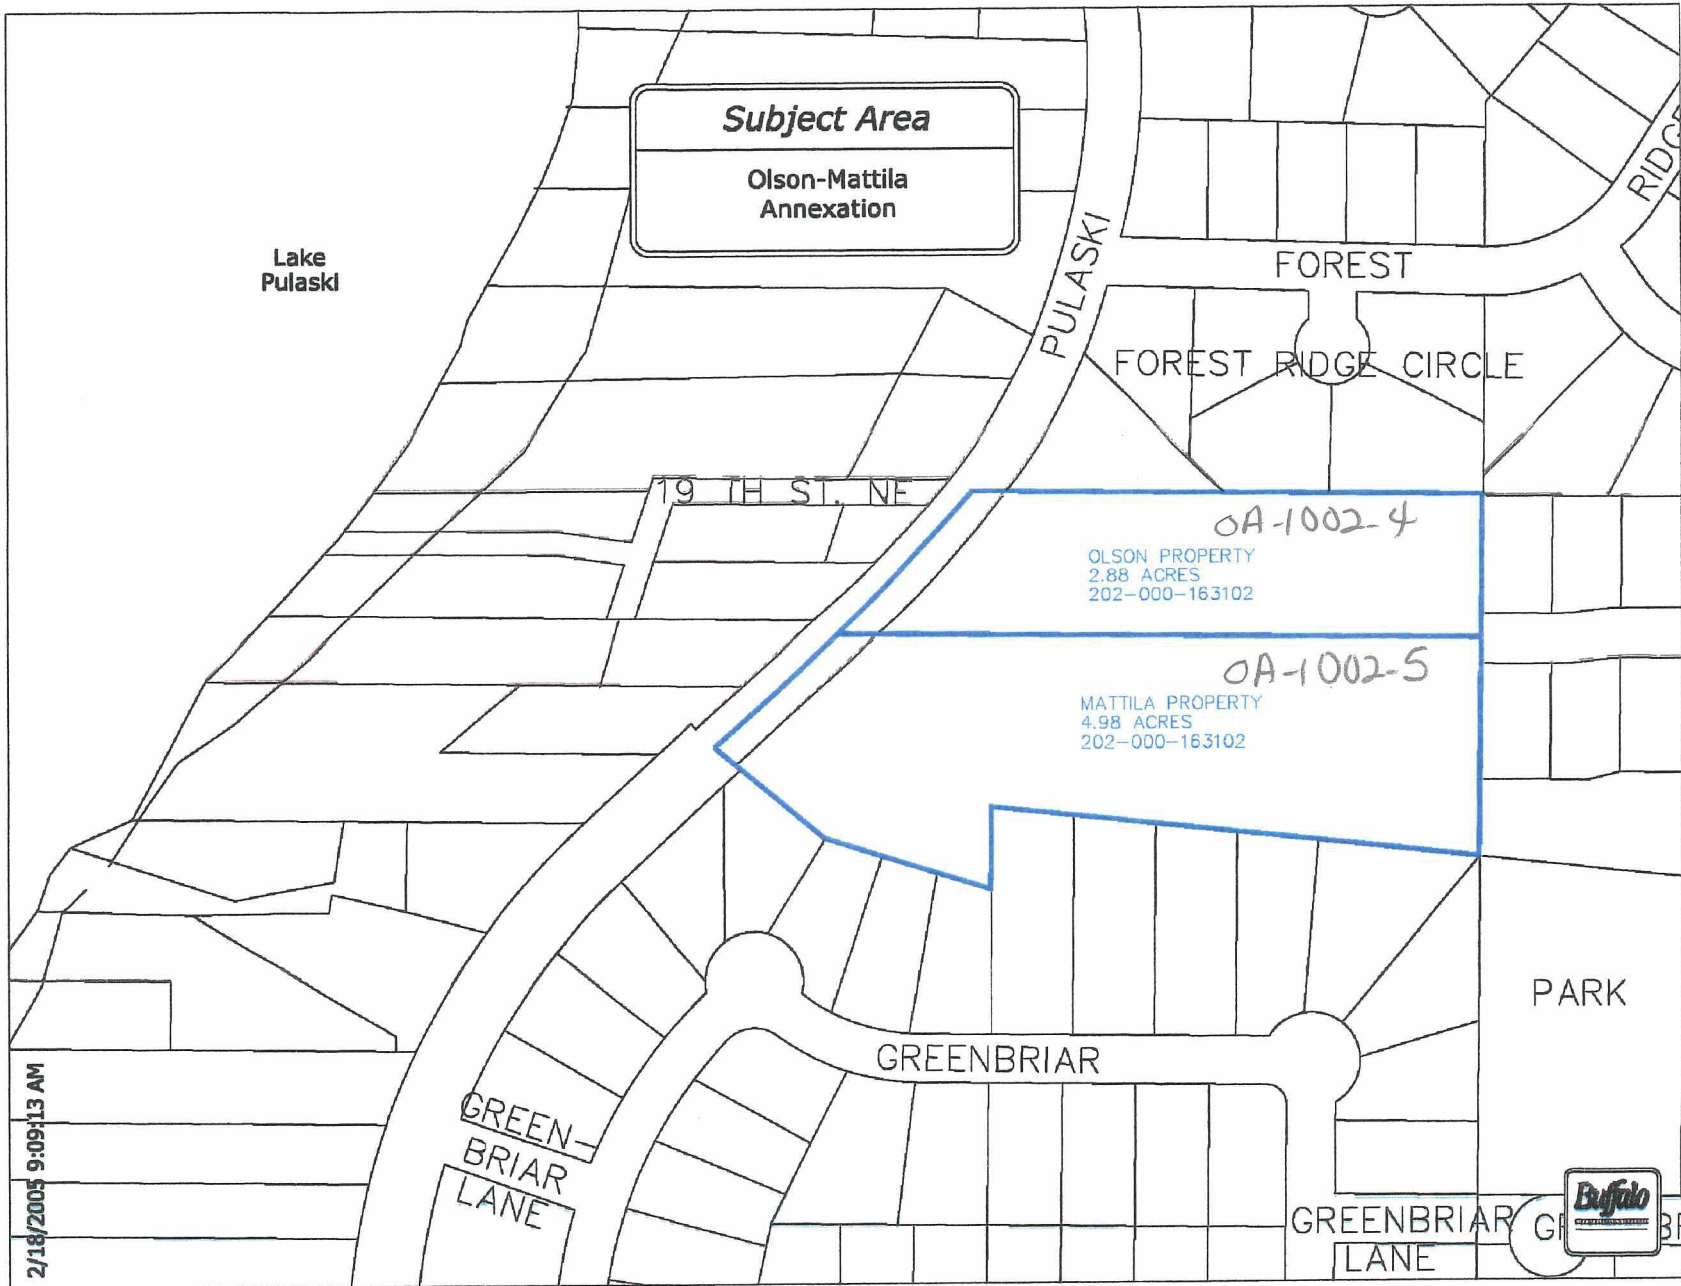 Subject Area
Olson-Mattila
Annexation
Lake
Pulaski
PULASKI
FOREST
FOREST RIDGE CIRCLE
19 TH ST. NE
OA-1002-4
OLSON PROPERTY
2.88 ACRES
202-000-163102
OA-1002-5
MATTILA PROPERTY
4.98 ACRES
202-000-163102
PARK
GREENBRIAR
GREEN-
BRIAR
LANE
GREENBRIAR
LANE
Buffalo
2/18/2005 9:09:13 AM